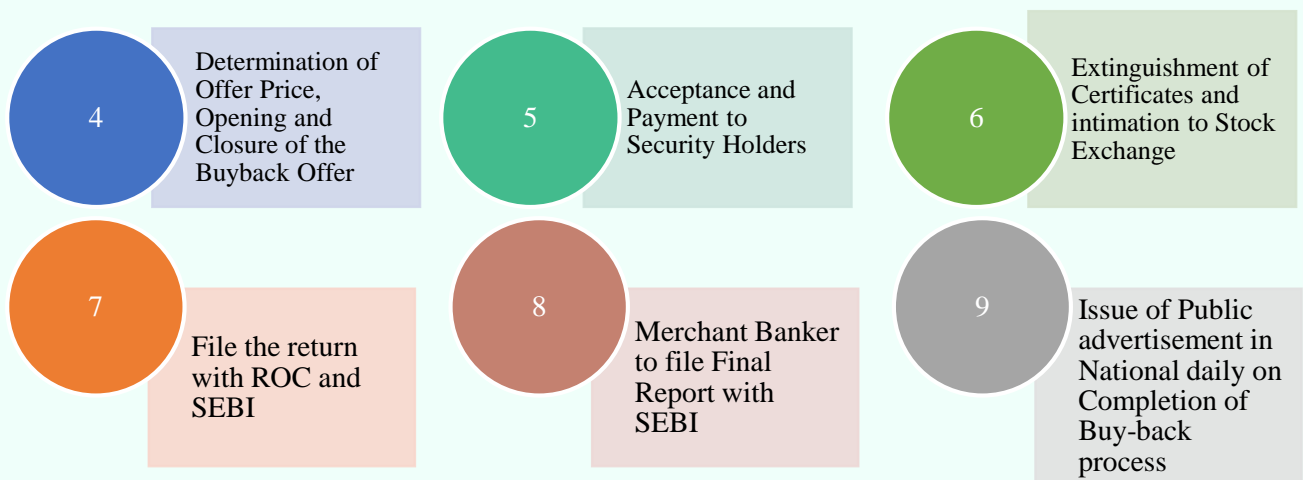 4
Determination of
Offer Price,
Opening and
Closure of the
Buyback Offer
5
Acceptance and
Payment to
Security Holders
6
Extinguishment of
Certificates and
intimation to Stock
Exchange
7
File the return
with ROC and
SEBI
8
Merchant Banker
to file Final
Report with
SEBI
9
Issue of Public
advertisement in
National daily on
Completion of
Buy-back
process